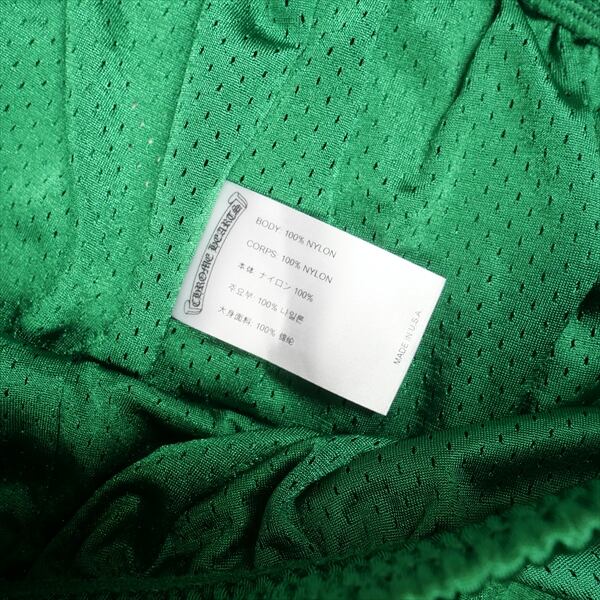 CHROME HEARTS
BODY 100% NYLON
CORPS 100% NYLON
本体 ナイロン 100%
주요부: 100% 나일론
大身面料: 100% 锦纶
MADE IN U.S.A.